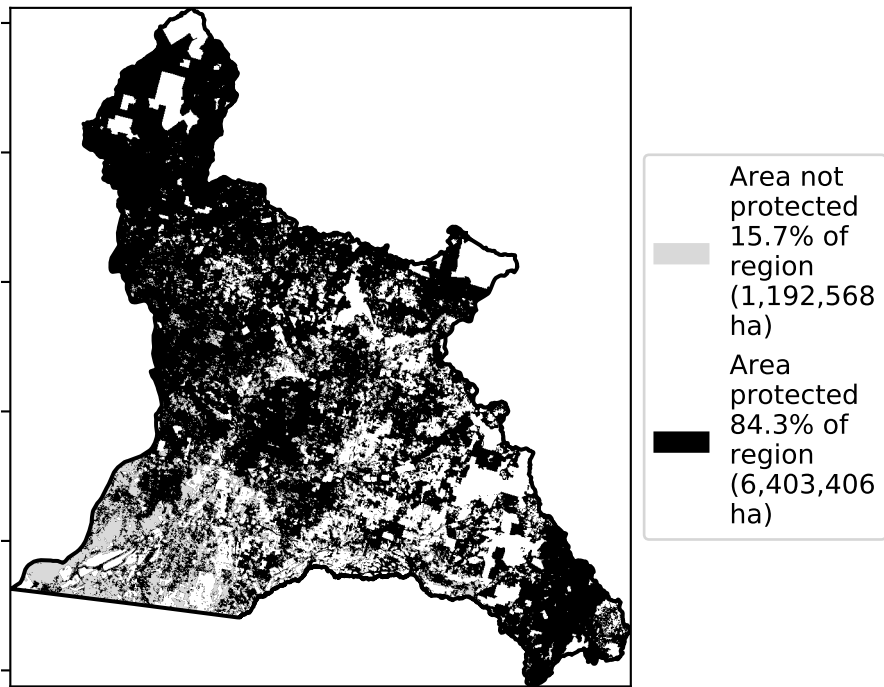 Area not
protected
15.7% of
region
(1,192,568
ha)
Area
protected
84.3% of
region
(6,403,406
ha)